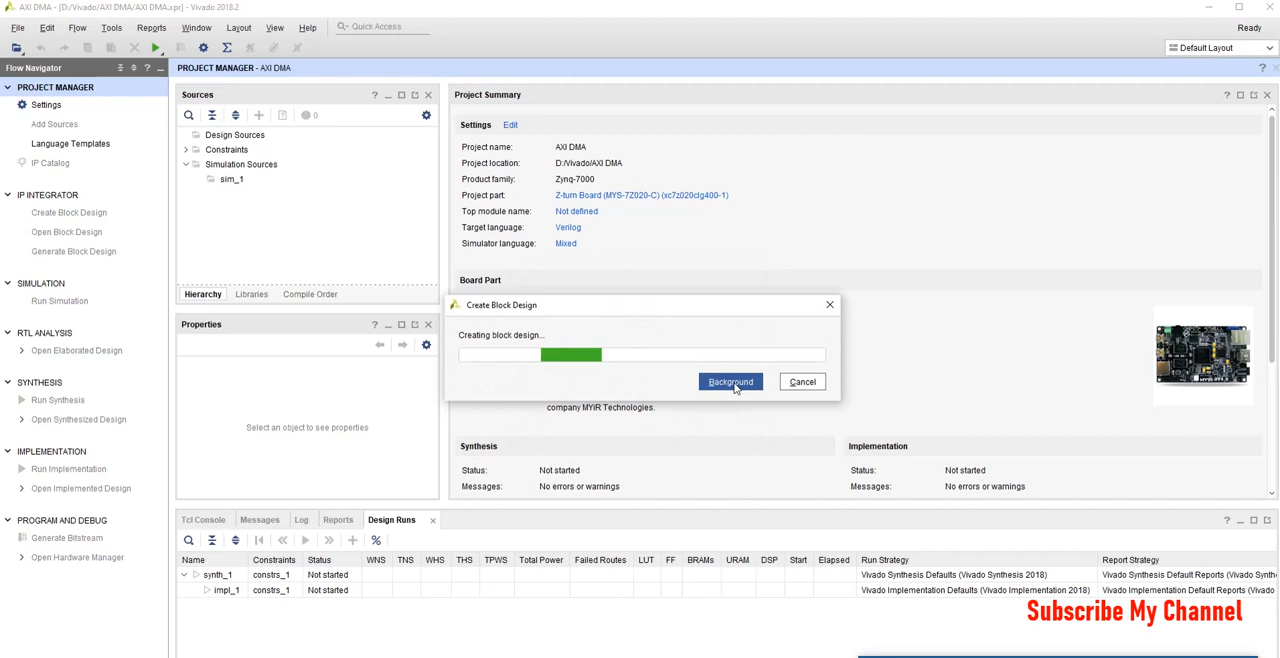 AXI DMA - [D:/Vivado/AXI DMA/AXI DMA.xpr] - Vivado 2018.2
File Edit Flow Tools Reports Window Layout View Help Quick Access Ready
Default Layout
Flow Navigator
PROJECT MANAGER - AXI DMA
PROJECT MANAGER
Settings
Add Sources
Language Templates
IP Catalog
IP INTEGRATOR
Create Block Design
Open Block Design
Generate Block Design
SIMULATION
Run Simulation
RTL ANALYSIS
Open Elaborated Design
SYNTHESIS
Run Synthesis
Open Synthesized Design
IMPLEMENTATION
Run Implementation
Open Implemented Design
PROGRAM AND DEBUG
Generate Bitstream
Open Hardware Manager
Sources
0
Design Sources
Constraints
Simulation Sources
sim_1
Hierarchy Libraries Compile Order
Properties
Select an object to see properties
Project Summary
Settings Edit
Project name: AXI DMA
Project location: D:/Vivado/AXI DMA
Product family: Zynq-7000
Project part: Z-turn Board (MYS-7Z020-C) (xc7z020clg400-1)
Top module name: Not defined
Target language: Verilog
Simulator language: Mixed
Board Part
Create Block Design
Creating block design...
Background Cancel
company MYiR Technologies.
Synthesis Implementation
Status: Not started Status: Not started
Messages: No errors or warnings Messages: No errors or warnings
Tcl Console Messages Log Reports Design Runs
Name Constraints Status WNS TNS WHS THS TPWS Total Power Failed Routes LUT FF BRAMs URAM DSP Start Elapsed Run Strategy Report Strategy
synth_1 constrs_1 Not started Vivado Synthesis Defaults (Vivado Synthesis 2018) Vivado Synthesis Default Reports (Vivado Synth
impl_1 constrs_1 Not started Vivado Implementation Defaults (Vivado Implementation 2018) Vivado Implementation Default Reports (Vivado Im
Subscribe My Channel